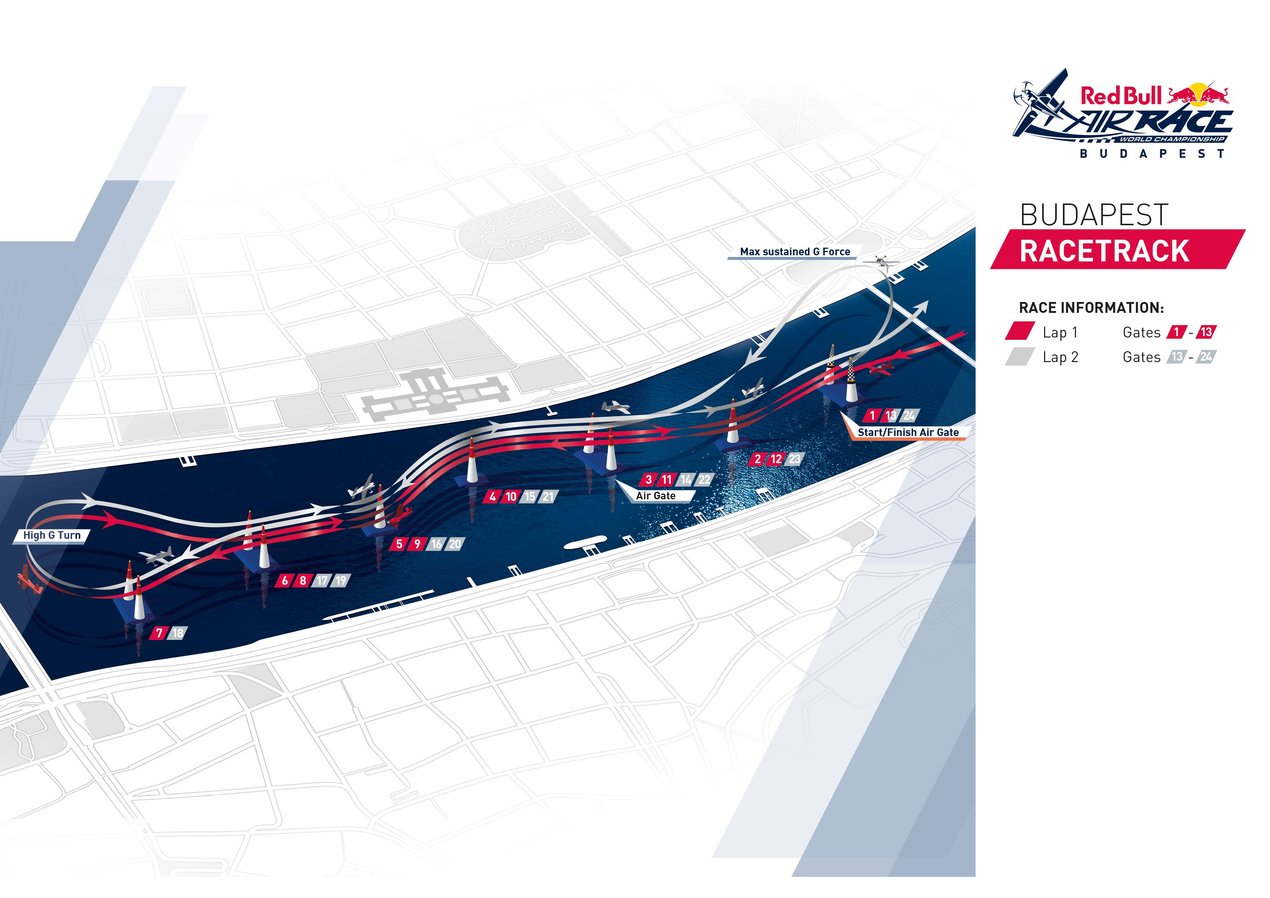 Red Bull
AIR RACE
WORLD CHAMPIONSHIP
BUDAPEST
BUDAPEST
RACETRACK
RACE INFORMATION:
Lap 1 Gates 1 - 13
Lap 2 Gates 13 - 24
Max sustained G Force
1 13 24
Start/Finish Air Gate
2 12 23
3 11 14 22
Air Gate
4 10 15 21
5 9 16 20
High G Turn
6 8 17 19
7 18